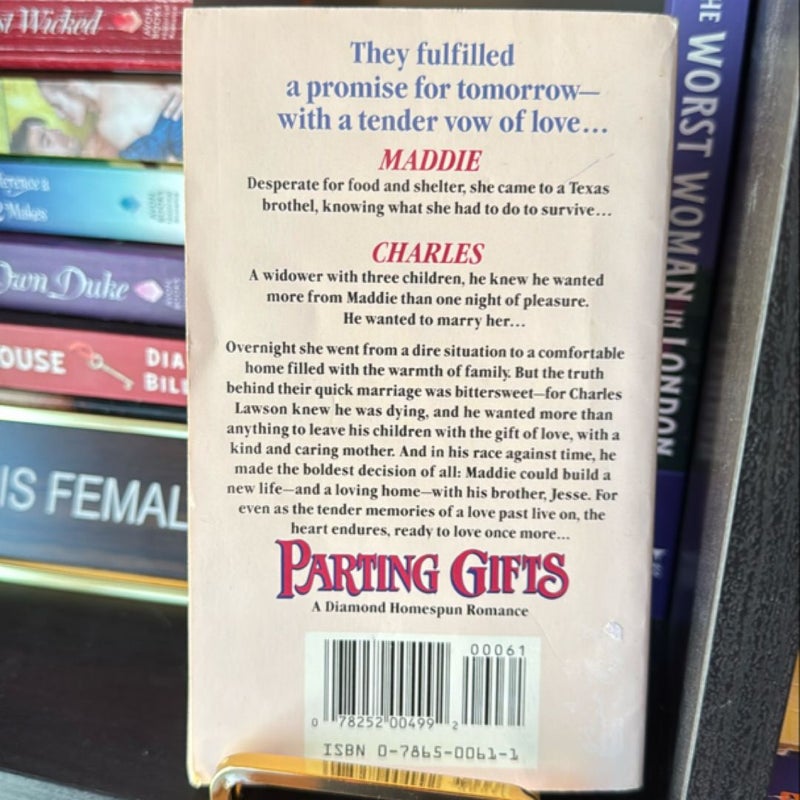 They fulfilled
a promise for tomorrow—
with a tender vow of love...
MADDIE
Desperate for food and shelter, she came to a Texas
brothel, knowing what she had to do to survive...
CHARLES
A widower with three children, he knew he wanted
more from Maddie than one night of pleasure.
He wanted to marry her...
Overnight she went from a dire situation to a comfortable
home filled with the warmth of family. But the truth
behind their quick marriage was bittersweet—for Charles
Lawson knew he was dying, and he wanted more than
anything to leave his children with the gift of love, with a
kind and caring mother. And in his race against time, he
made the boldest decision of all: Maddie could build a
new life—and a loving home—with his brother, Jesse. For
even as the tender memories of a love past live on, the
heart endures, ready to love once more...
PARTING GIFTS
A Diamond Homespun Romance
00061
0 78252 00499 2
ISBN 0-7865-0061-1
st Wicked
AVON
BOOKS
Makes
Own Duke
OUSE
DIA
BIL
IS FEMAL
THE WORST WOMAN IN LONDON